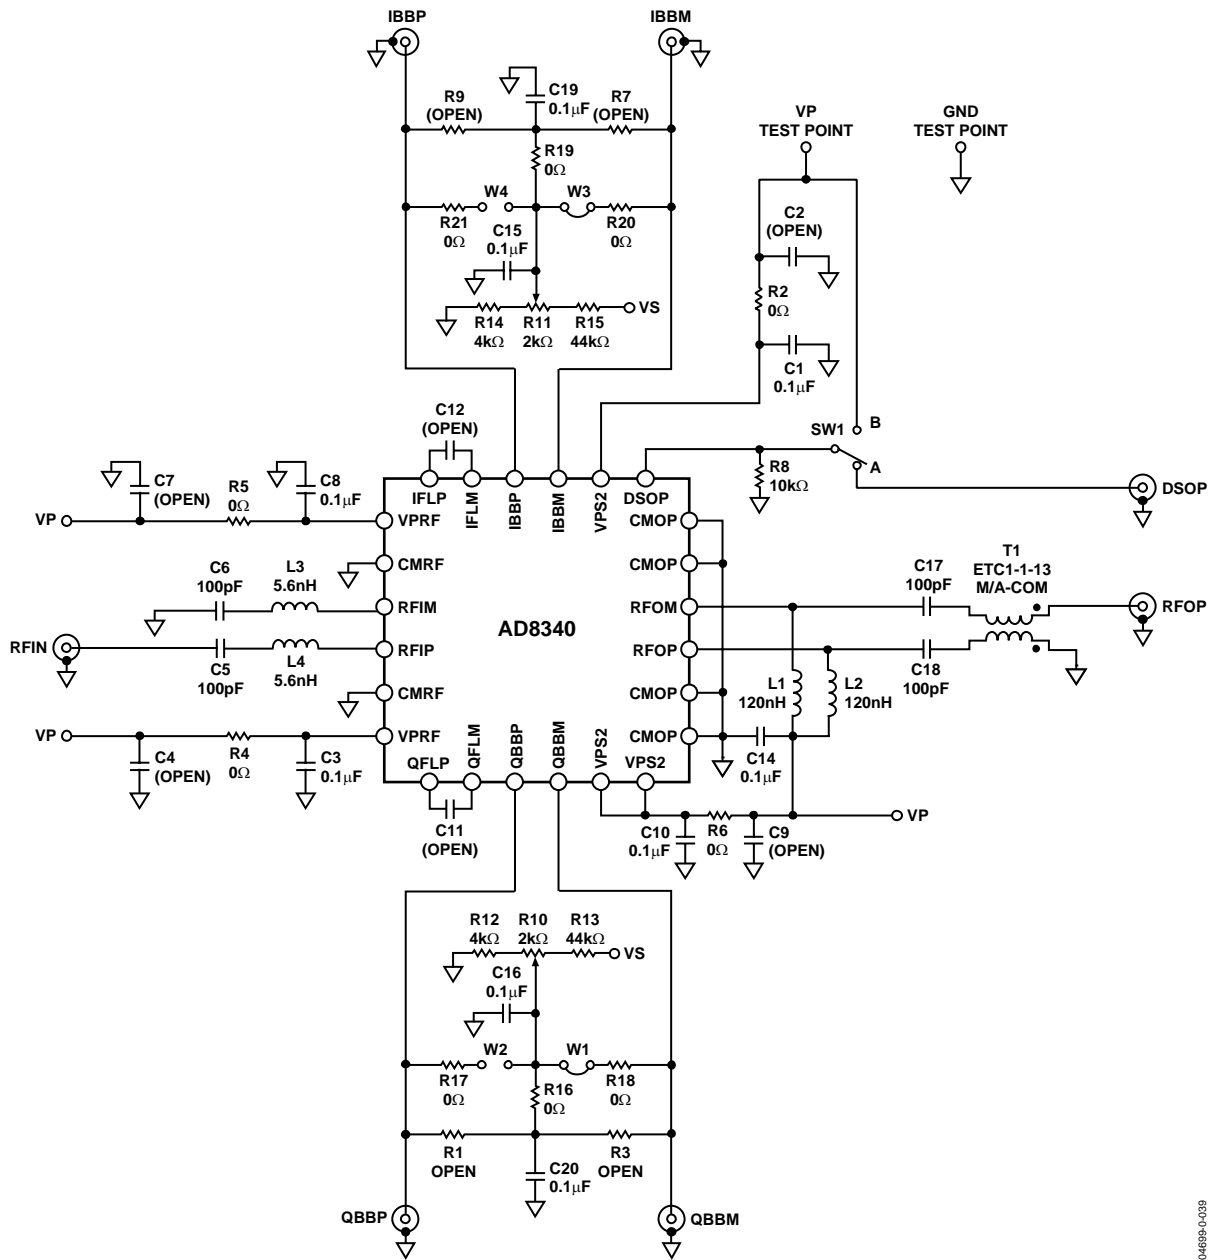 IBBP
IBBM
R9
(OPEN)
C19
0.1μF
R7
(OPEN)
VP
TEST POINT
GND
TEST POINT
R19
0Ω
W4
W3
R21
0Ω
R20
0Ω
C15
0.1μF
C2
(OPEN)
R2
0Ω
VS
R14
4kΩ
R11
2kΩ
R15
44kΩ
C1
0.1μF
C12
(OPEN)
SW1
B
A
R8
10kΩ
DSOP
C7
(OPEN)
R5
0Ω
C8
0.1μF
VP
IFLP
IFLM
IBBP
IBBM
VPS2
DSOP
VPRF
CMOP
CMRF
CMOP
C6
100pF
L3
5.6nH
RFIM
RFOM
C17
100pF
T1
ETC1-1-13
M/A-COM
RFOP
AD8340
RFIN
C5
100pF
L4
5.6nH
RFIP
RFOP
C18
100pF
L1
120nH
L2
120nH
CMRF
CMOP
VP
C4
(OPEN)
R4
0Ω
C3
0.1μF
VPRF
CMOP
C14
0.1μF
QFLP
QFLM
QBBP
QBBM
VPS2
VPS2
C11
(OPEN)
C10
0.1μF
R6
0Ω
C9
(OPEN)
VP
R12
4kΩ
R10
2kΩ
R13
44kΩ
VS
C16
0.1μF
W2
W1
R17
0Ω
R16
0Ω
R18
0Ω
R1
OPEN
C20
0.1μF
R3
OPEN
QBBP
QBBM
04699-0-039